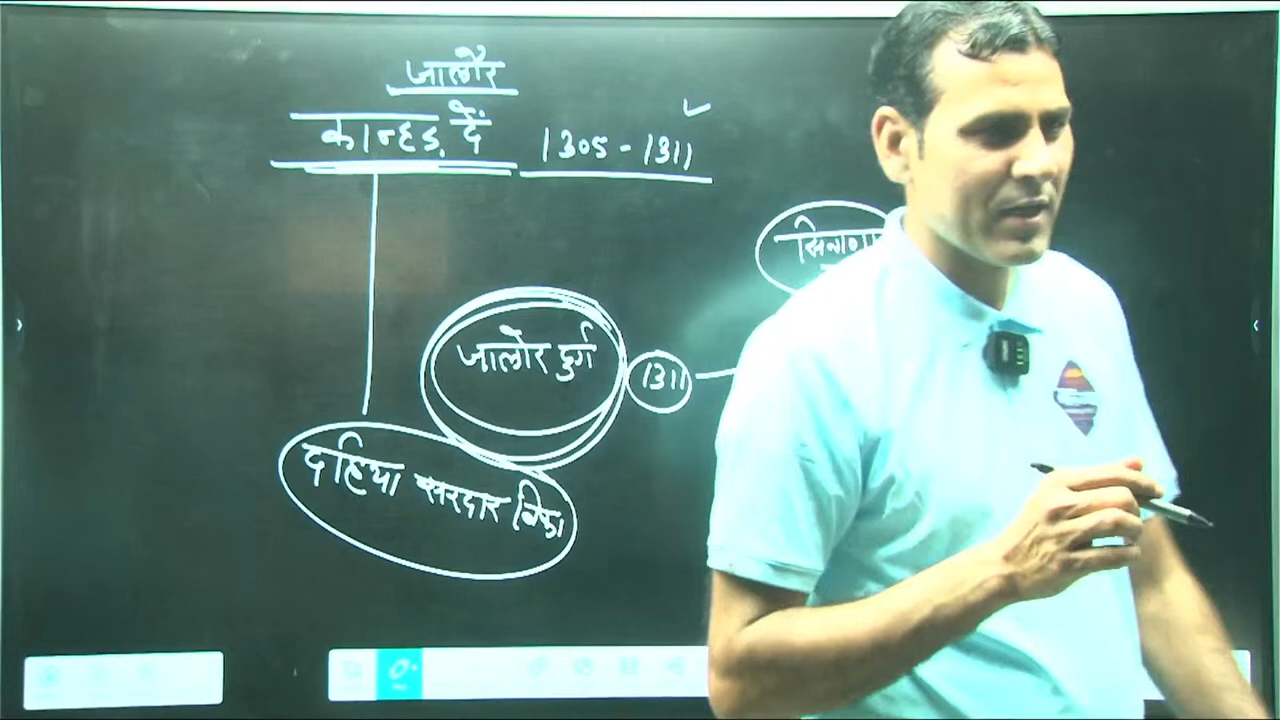 जालौर
कान्हड़ दे 1305 - 1311
जालौर दुर्ग
1311
दहिया सरदार बिका